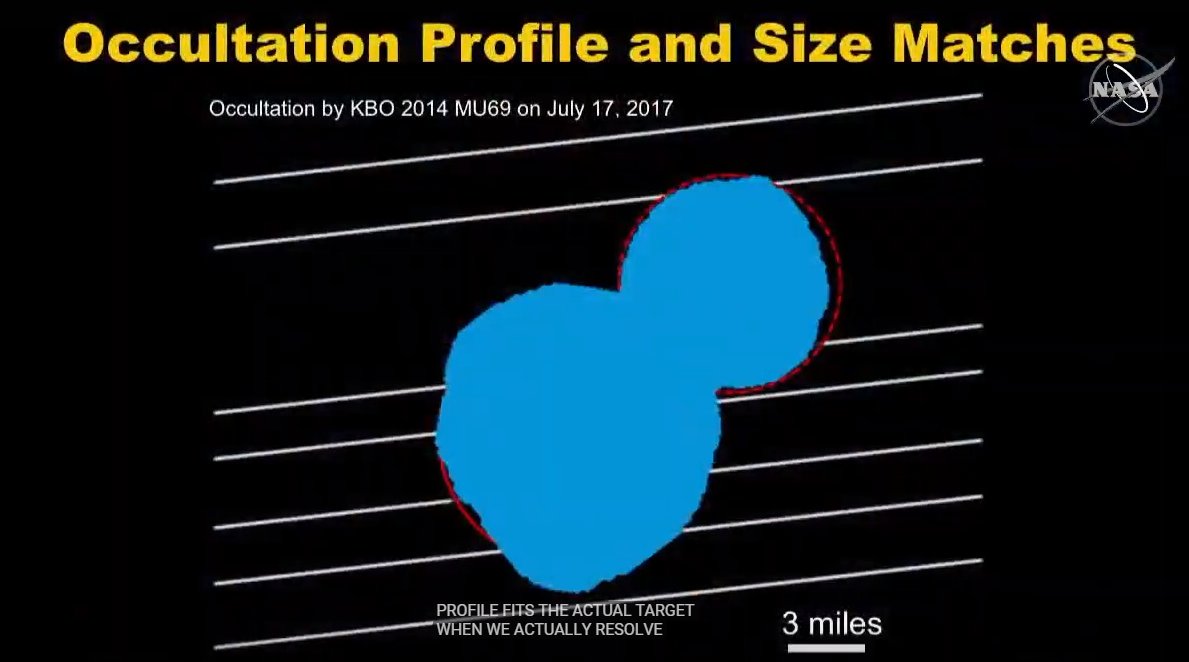 Occultation Profile and Size Matches
NASA
Occultation by KBO 2014 MU69 on July 17, 2017
PROFILE FITS THE ACTUAL TARGET
WHEN WE ACTUALLY RESOLVE
3 miles